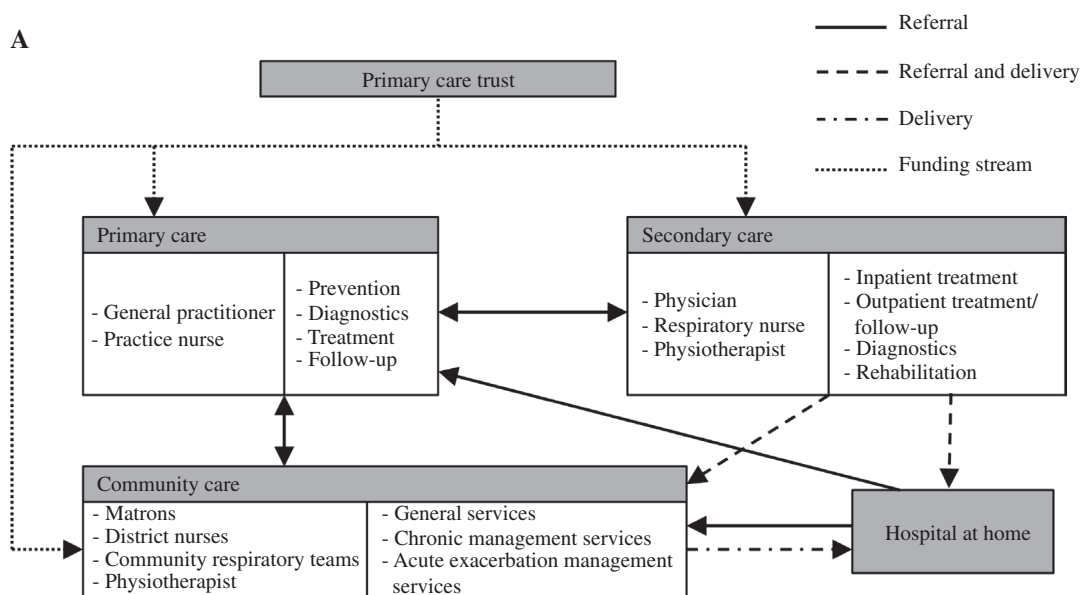 A
Referral
Referral and delivery
Delivery
Funding stream
Primary care trust
Primary care
- General practitioner
- Practice nurse
- Prevention
- Diagnostics
- Treatment
- Follow-up
Secondary care
- Physician
- Respiratory nurse
- Physiotherapist
- Inpatient treatment
- Outpatient treatment/
follow-up
- Diagnostics
- Rehabilitation
Community care
- Matrons
- District nurses
- Community respiratory teams
- Physiotherapist
- General services
- Chronic management services
- Acute exacerbation management
services
Hospital at home